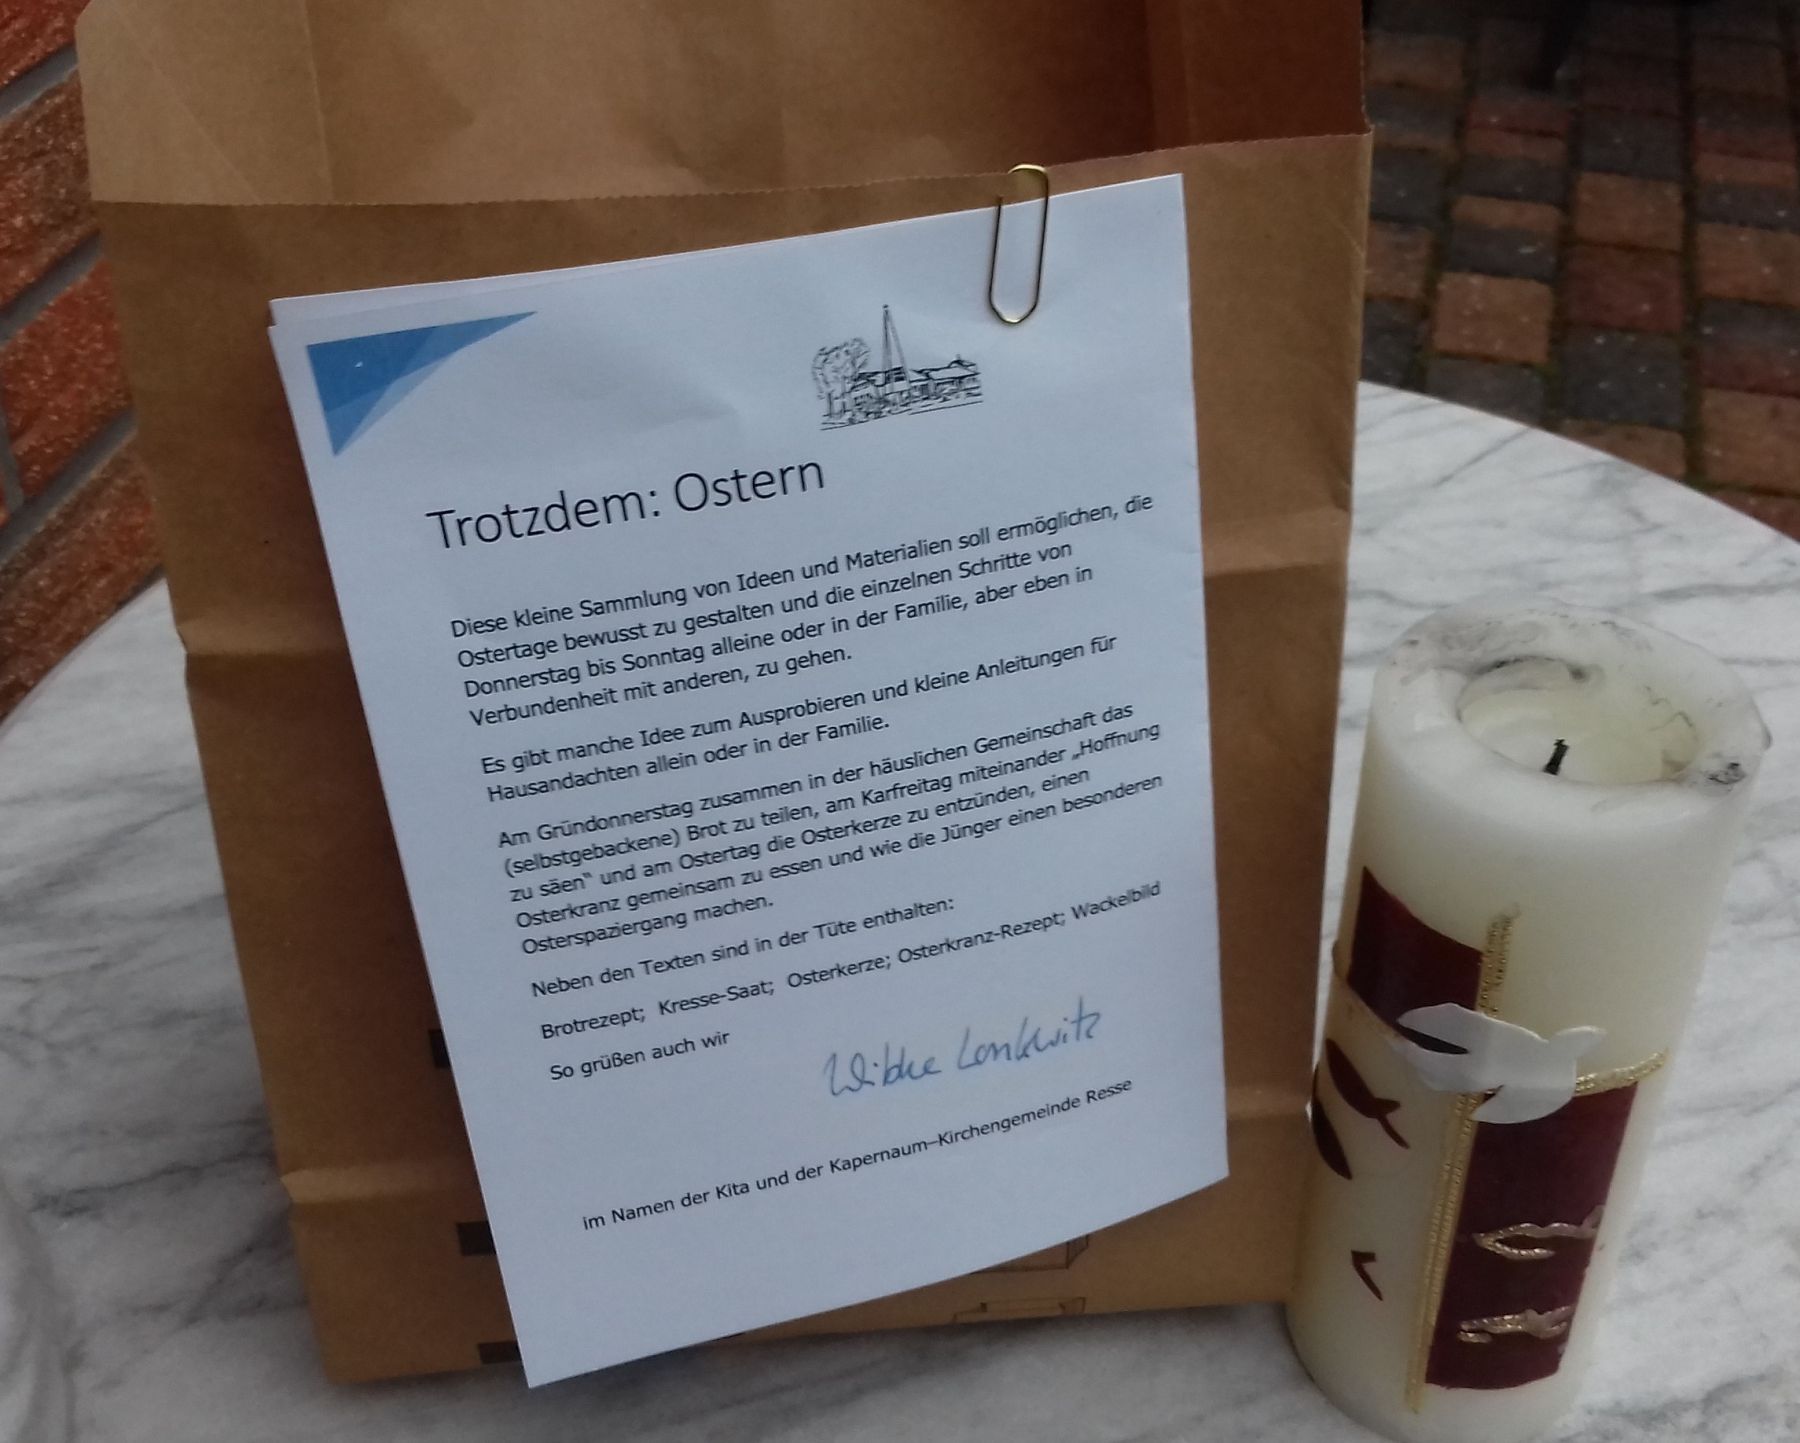 Trotzdem: Ostern
Diese kleine Sammlung von Ideen und Materialien soll ermöglichen, die
Ostertage bewusst zu gestalten und die einzelnen Schritte von
Donnerstag bis Sonntag alleine oder in der Familie, aber eben in
Verbundenheit mit anderen, zu gehen.
Es gibt manche Idee zum Ausprobieren und kleine Anleitungen für
Hausandachten allein oder in der Familie.
Am Gründonnerstag zusammen in der häuslichen Gemeinschaft das
(selbstgebackene) Brot zu teilen, am Karfreitag miteinander „Hoffnung
zu säen“ und am Ostertag die Osterkerze zu entzünden, einen
Osterkranz gemeinsam zu essen und wie die Jünger einen besonderen
Osterspaziergang machen.
Neben den Texten sind in der Tüte enthalten:
Brotrezept; Kresse-Saat; Osterkerze; Osterkranz-Rezept; Wackelbild
So grüßen auch wir
Wibke Lonkwitz
im Namen der Kita und der Kapernaum–Kirchengemeinde Resse